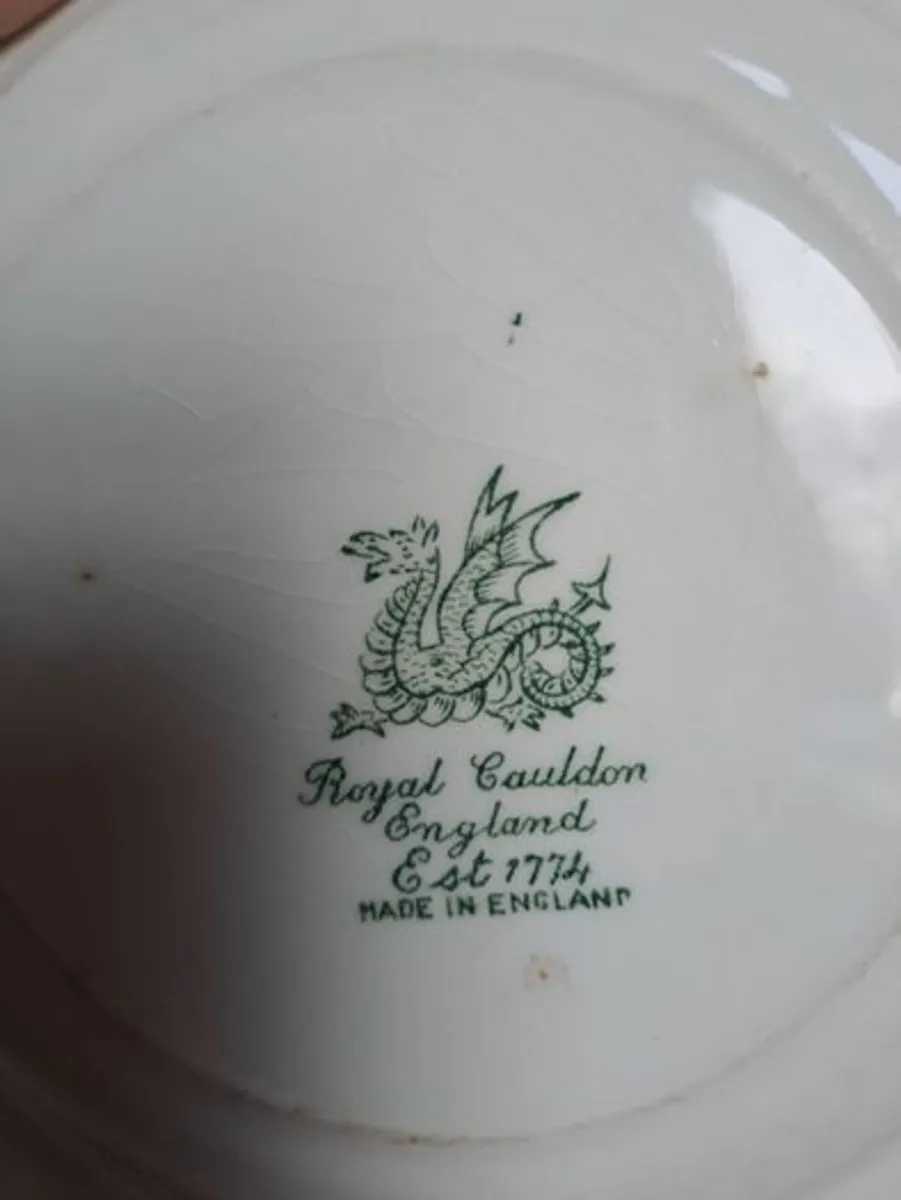 Royal Cauldon
England
Est 1774
MADE IN ENGLAND